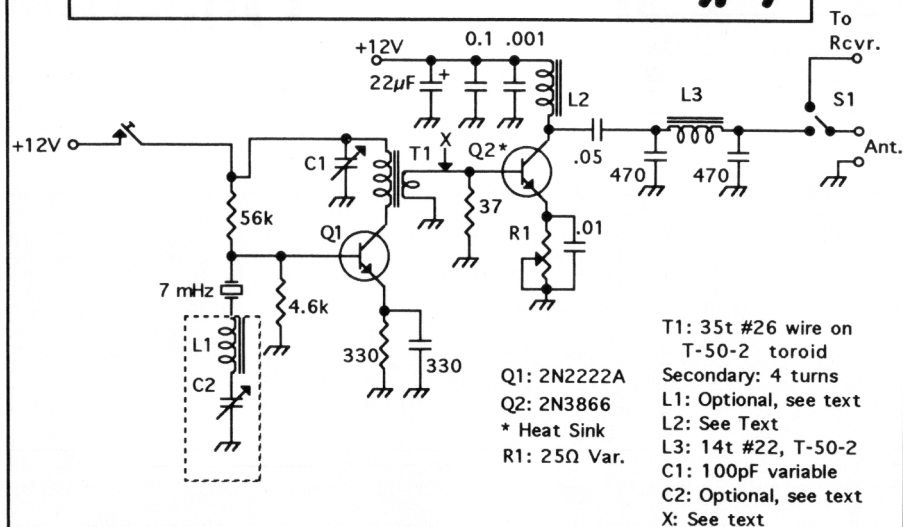 To
Rcvr.
+12V
0.1 .001
22µF
+
L2
L3
S1
+12V
C1
T1
X
Q2*
.05
Ant.
470
470
56k
37
Q1
R1
.01
7 mHz
4.6k
L1
C2
330
330
Q1: 2N2222A
Q2: 2N3866
* Heat Sink
R1: 25Ω Var.
T1: 35t #26 wire on
T-50-2 toroid
Secondary: 4 turns
L1: Optional, see text
L2: See Text
L3: 14t #22, T-50-2
C1: 100pF variable
C2: Optional, see text
X: See text